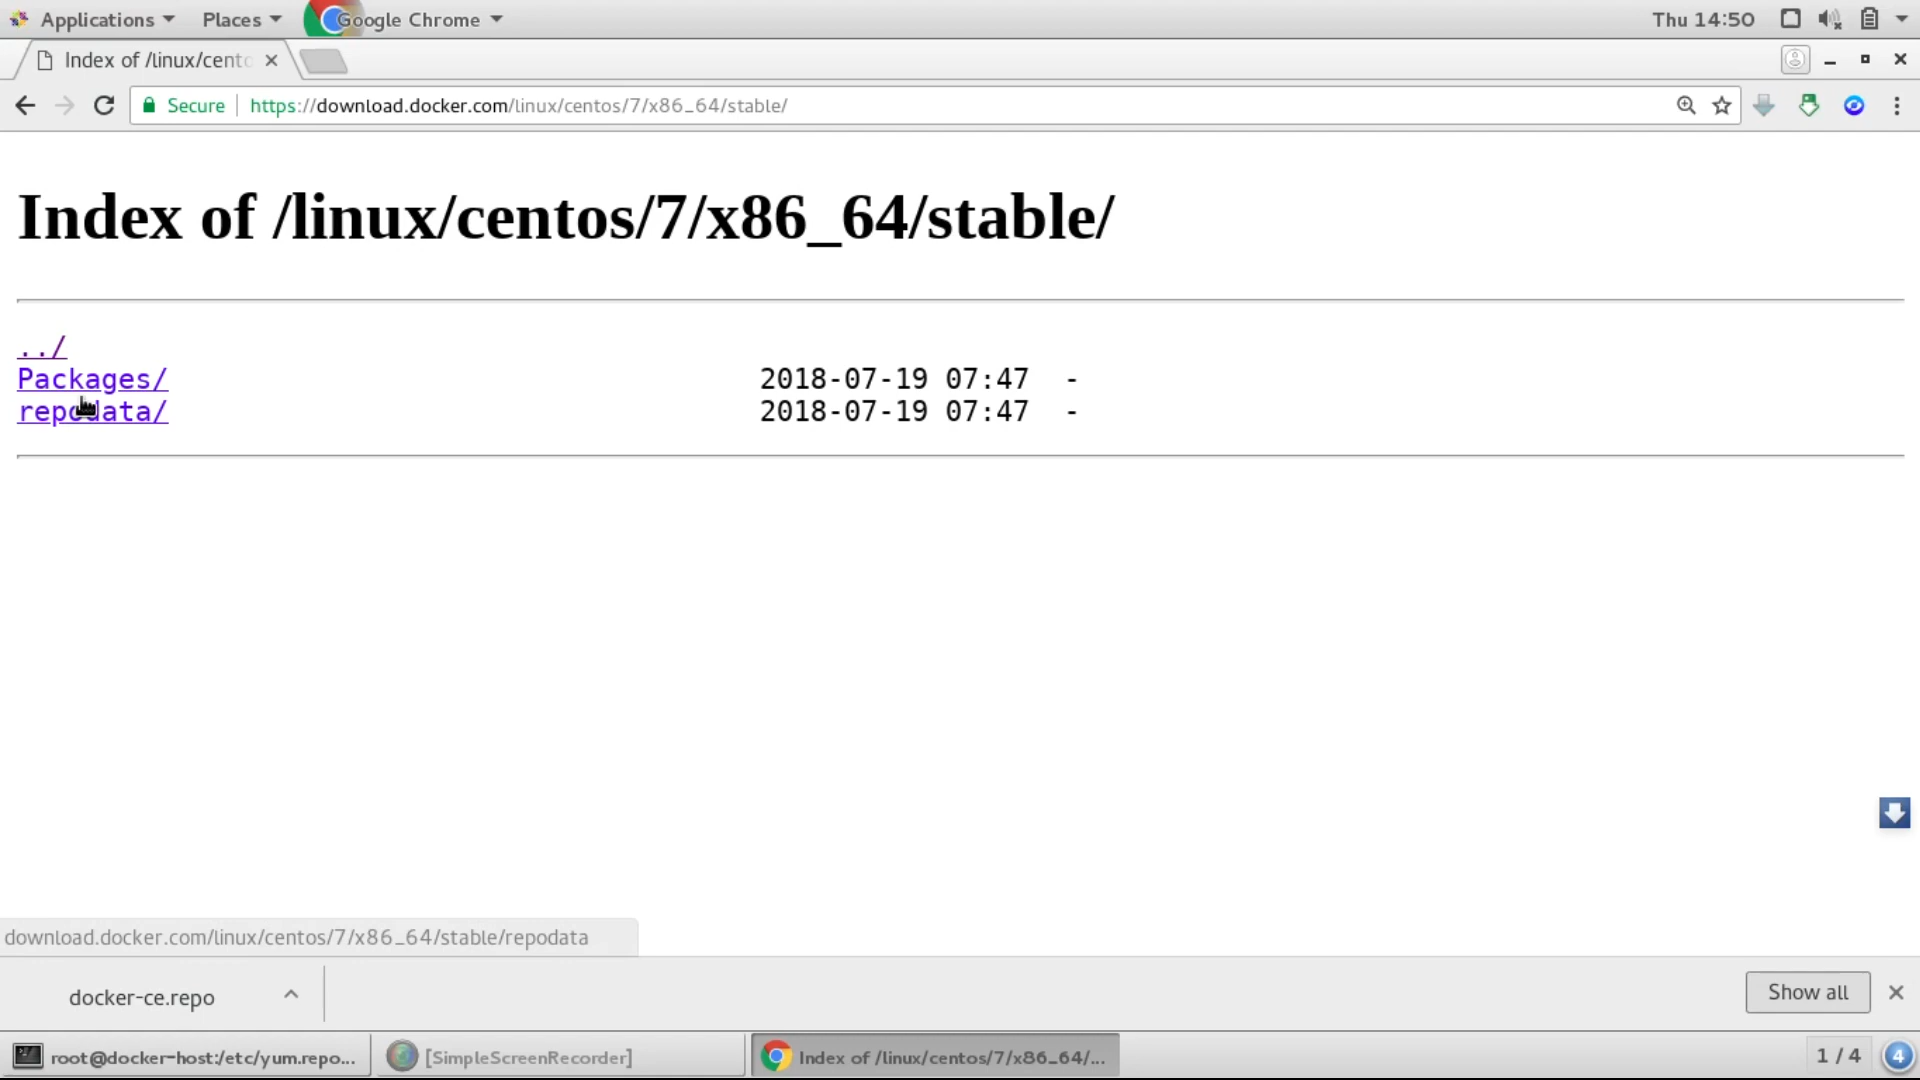 Applications Places Google Chrome Thu 14:50
Index of /linux/cento
Secure https://download.docker.com/linux/centos/7/x86_64/stable/
Index of /linux/centos/7/x86_64/stable/
../
Packages/ 2018-07-19 07:47 -
repodata/ 2018-07-19 07:47 -
download.docker.com/linux/centos/7/x86_64/stable/repodata
docker-ce.repo Show all
root@docker-host:/etc/yum.repo... [SimpleScreenRecorder] Index of /linux/centos/7/x86_64/... 1 / 4 4